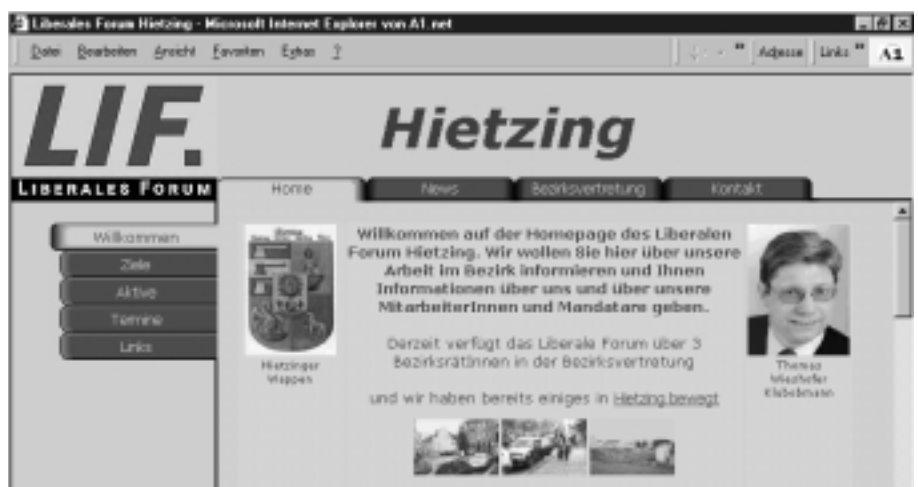 Liberales Forum Hietzing - Microsoft Internet Explorer von A1.net
Datei Bearbeiten Ansicht Favoriten Extras ?
Adresse Links A1
LIF.
LIBERALES FORUM
Hietzing
Home News Bezirksvertretung Kontakt
Willkommen
Ziele
Aktive
Termine
Links
Hietzinger
Wappen
Willkommen auf der Homepage des Liberalen
Forum Hietzing. Wir wollen Sie hier über unsere
Arbeit im Bezirk informieren und Ihnen
Informationen über uns und über unsere
MitarbeiterInnen und Mandatare geben.
Derzeit verfügt das Liberale Forum über 3
BezirksrätInnen in der Bezirksvertretung
und wir haben bereits einiges in Hietzing bewegt
Thomas
Klubobmann